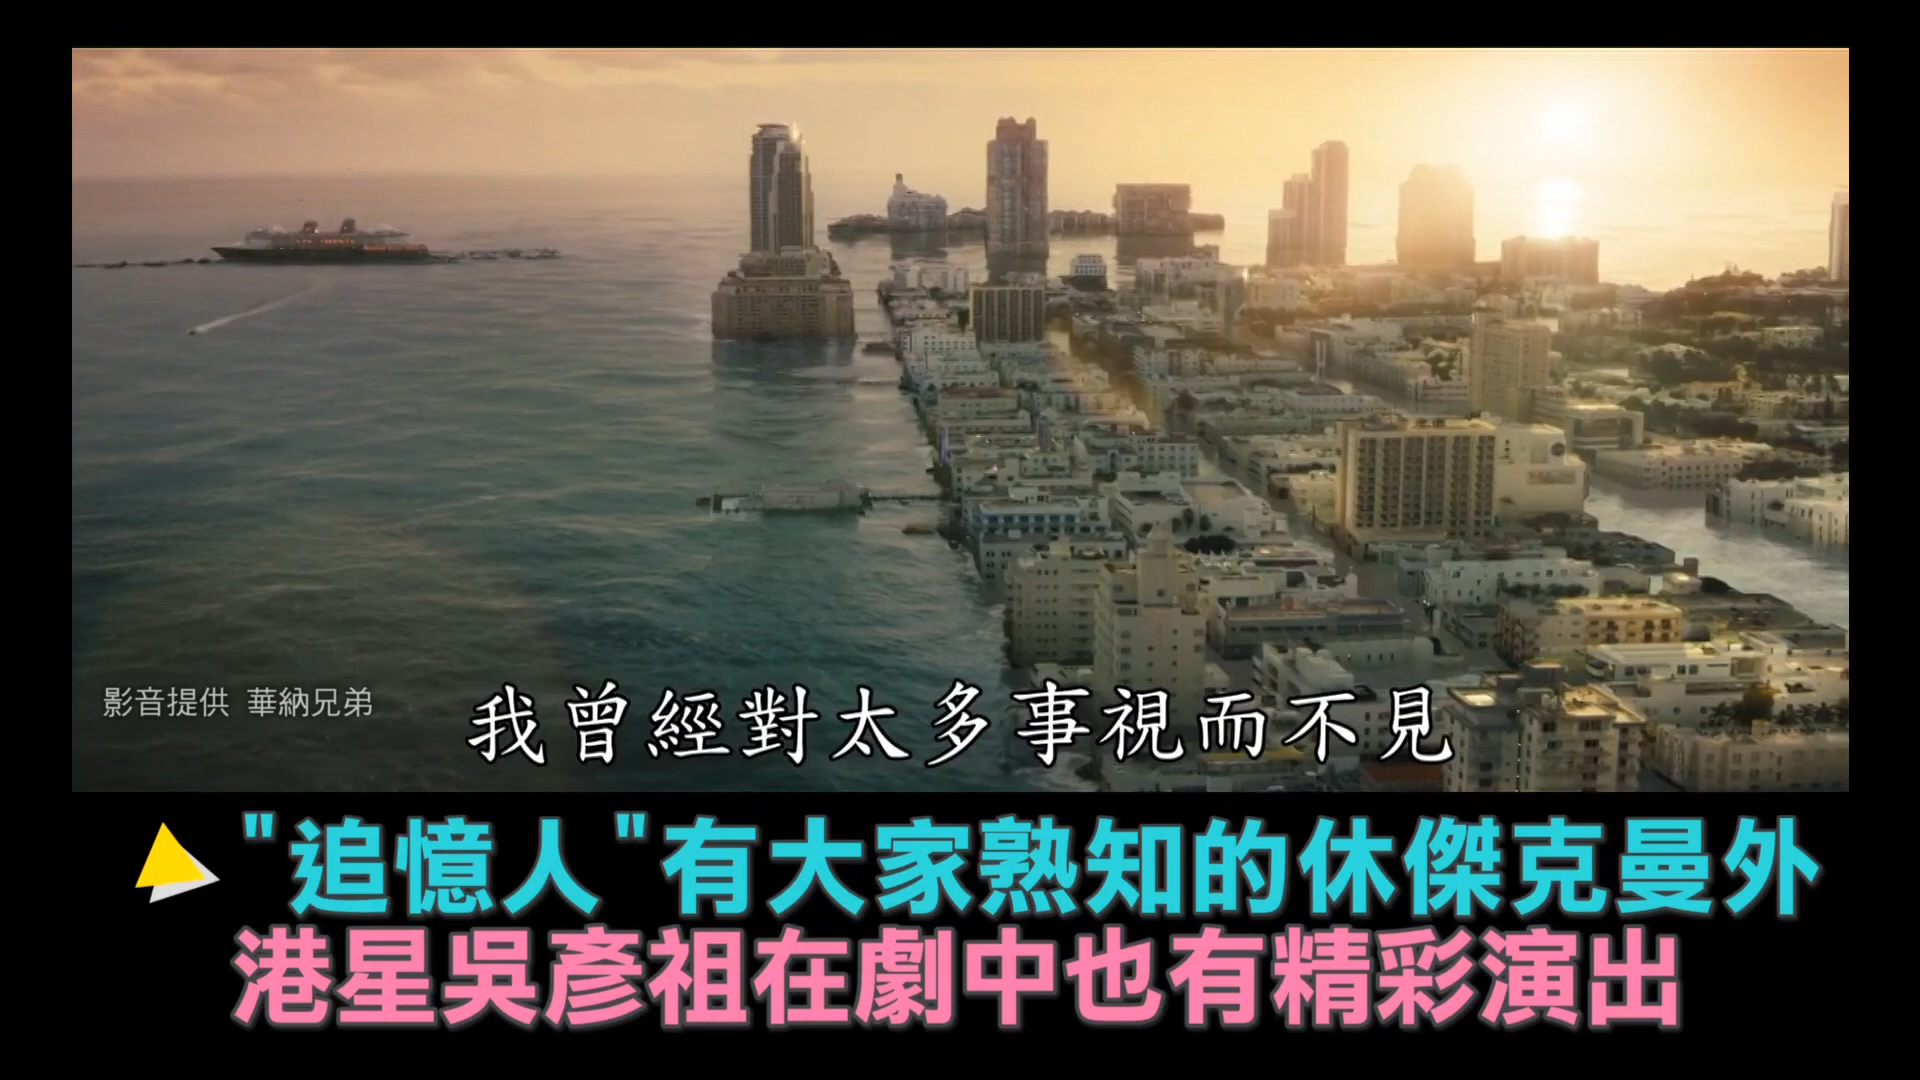 影音提供 華納兄弟
我曾經對太多事視而不見
"追憶人"有大家熟知的休傑克曼外
港星吳彥祖在劇中也有精彩演出